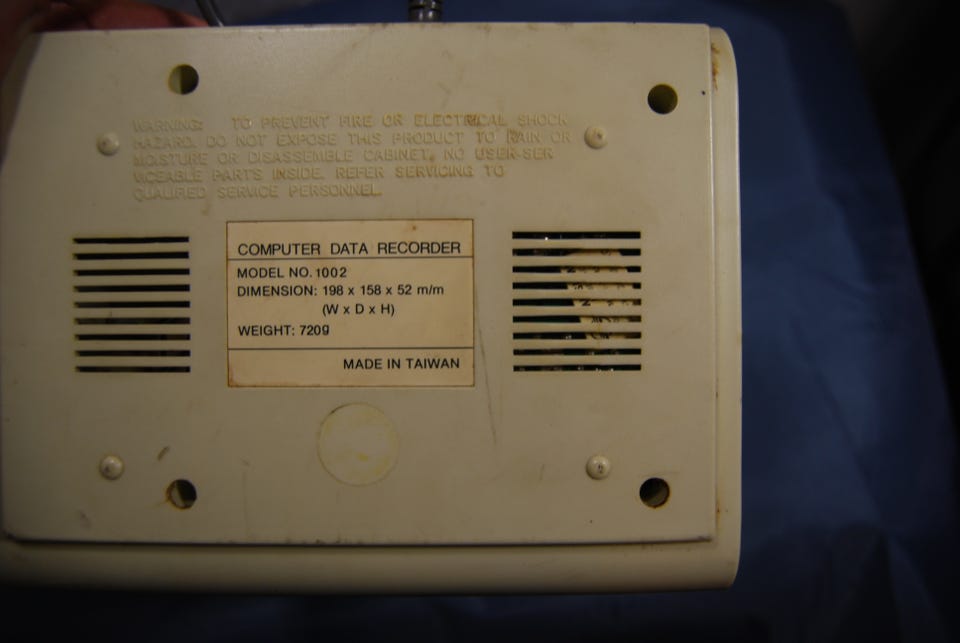 WARNING: TO PREVENT FIRE OR ELECTRICAL SHOCK
HAZARD. DO NOT EXPOSE THIS PRODUCT TO RAIN OR
MOISTURE OR DISASSEMBLE CABINET, NO USER-SER
VICEABLE PARTS INSIDE. REFER SERVICING TO
QUALIFIED SERVICE PERSONNEL.
COMPUTER DATA RECORDER
MODEL NO. 1002
DIMENSION: 198 x 158 x 52 m/m
(W x D x H)
WEIGHT: 720g
MADE IN TAIWAN